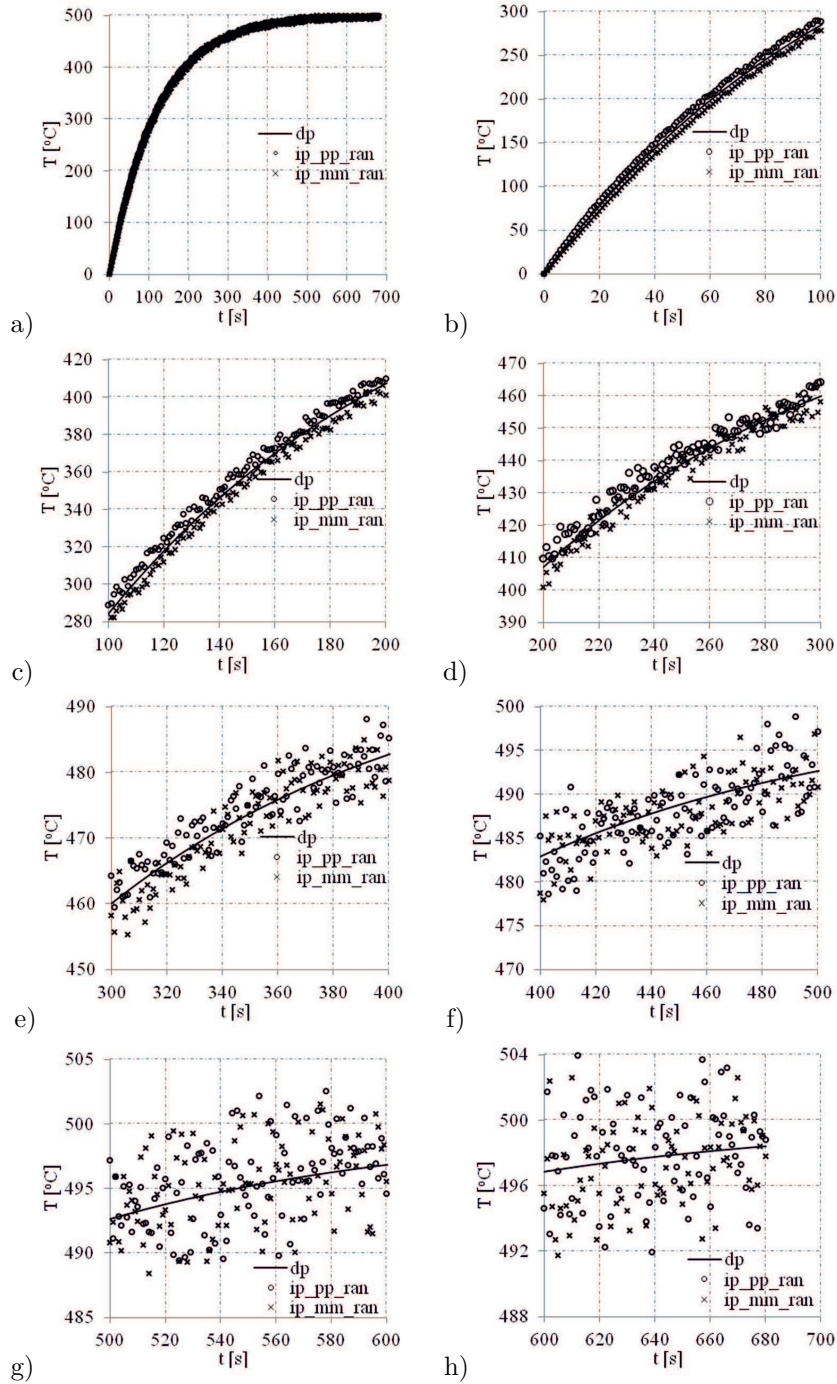 500
400
300
200
100
0
T [°C]
dp
ip_pp_ran
ip_mm_ran
0 100 200 300 400 500 600 700
t [s]
a)
300
250
200
150
100
50
0
T [°C]
dp
ip_pp_ran
ip_mm_ran
0 20 40 60 80 100
t [s]
b)
420
400
380
360
340
320
300
280
T [°C]
dp
ip_pp_ran
ip_mm_ran
100 120 140 160 180 200
t [s]
c)
470
460
450
440
430
420
410
400
390
T [°C]
dp
ip_pp_ran
ip_mm_ran
200 220 240 260 280 300
t [s]
d)
490
480
470
460
450
T [°C]
dp
ip_pp_ran
ip_mm_ran
300 320 340 360 380 400
t [s]
e)
500
495
490
485
480
475
470
T [°C]
dp
ip_pp_ran
ip_mm_ran
400 420 440 460 480 500
t [s]
f)
505
500
495
490
485
T [°C]
dp
ip_pp_ran
ip_mm_ran
500 520 540 560 580 600
t [s]
g)
504
500
496
492
488
T [°C]
dp
ip_pp_ran
ip_mm_ran
600 620 640 660 680 700
t [s]
h)